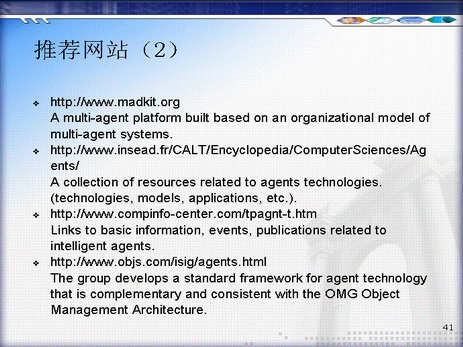 推荐网站（2）
❖ http://www.madkit.org
A multi-agent platform built based on an organizational model of
multi-agent systems.
❖ http://www.insead.fr/CALT/Encyclopedia/ComputerSciences/Ag
ents/
A collection of resources related to agents technologies.
(technologies, models, applications, etc.).
❖ http://www.compinfo-center.com/tpagnt-t.htm
Links to basic information, events, publications related to
intelligent agents.
❖ http://www.objs.com/isig/agents.html
The group develops a standard framework for agent technology
that is complementary and consistent with the OMG Object
Management Architecture.
41